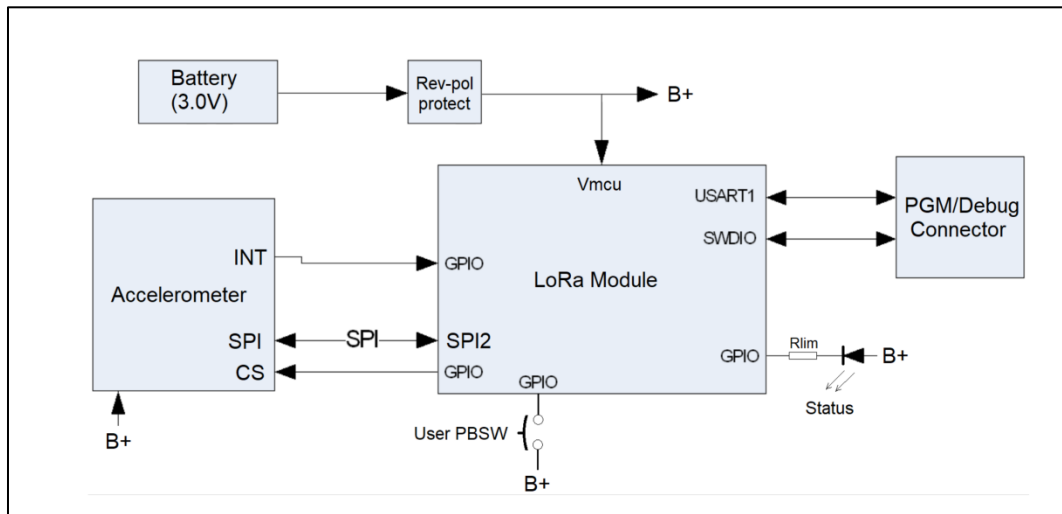 Battery
(3.0V)
Rev-pol
protect
B+
Vmcu
USART1
SWDIO
PGM/Debug
Connector
INT
GPIO
Accelerometer
LoRa Module
SPI
SPI
SPI2
CS
GPIO
GPIO
GPIO
Rlim
B+
Status
B+
User PBSW
B+